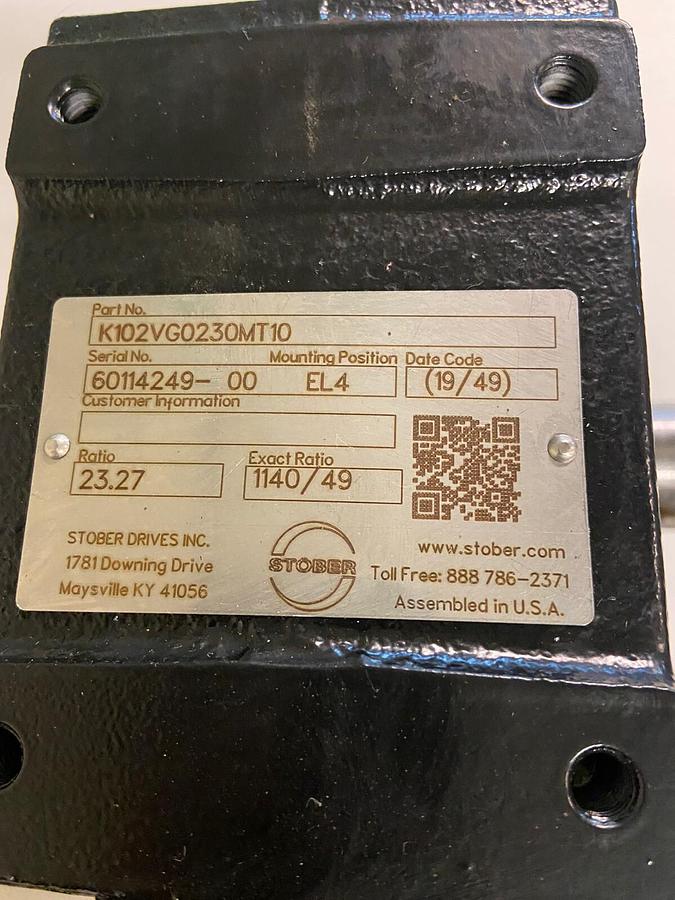 Part No.
K102VG0230MT10
Serial No. Mounting Position Date Code
60114249- 00 EL4 (19/49)
Customer Information
Ratio Exact Ratio
23.27 1140/49
STOBER DRIVES INC.
1781 Downing Drive
Maysville KY 41056
STOBER
www.stober.com
Toll Free: 888 786-2371
Assembled in U.S.A.